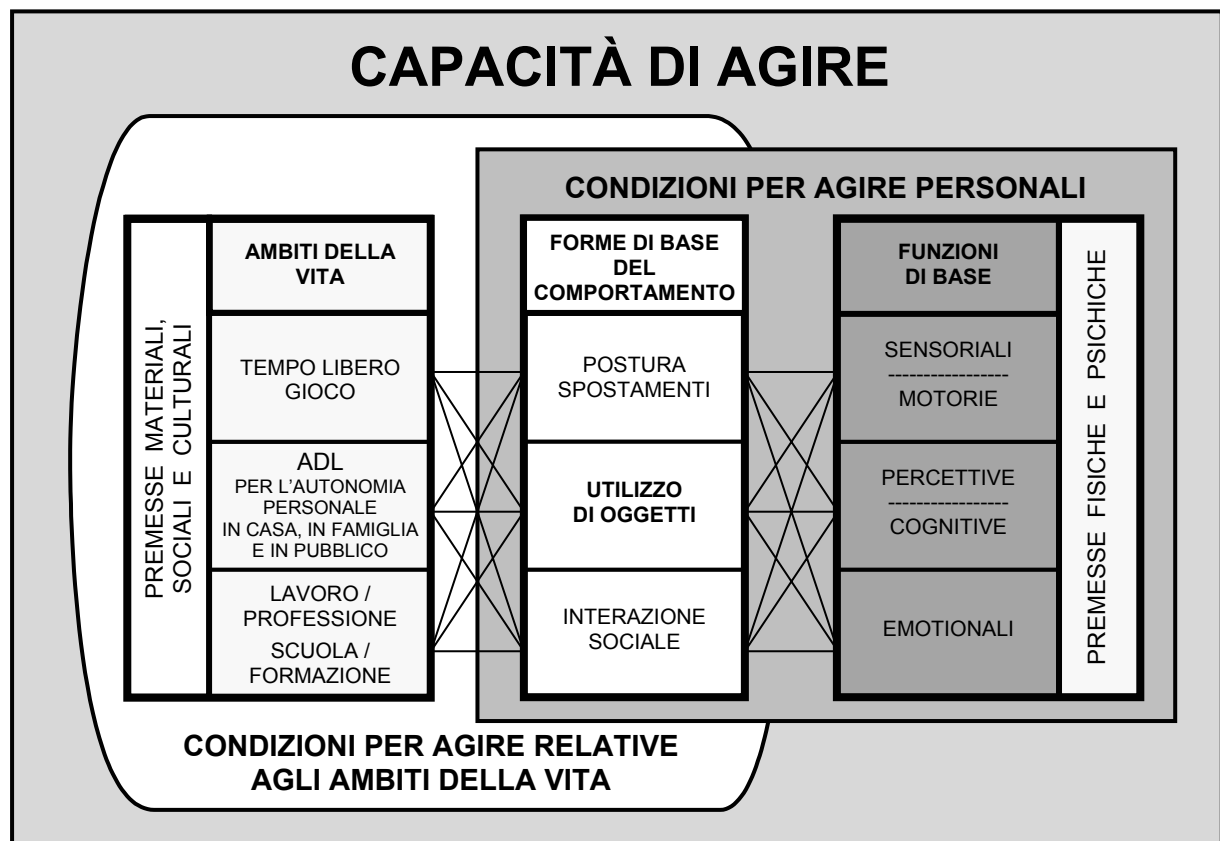 CAPACITÀ DI AGIRE
CONDIZIONI PER AGIRE PERSONALI
PREMESSE MATERIALI,
SOCIALI E CULTURALI
AMBITI DELLA
VITA
TEMPO LIBERO
GIOCO
ADL
PER L’AUTONOMIA
PERSONALE
IN CASA, IN FAMIGLIA
E IN PUBBLICO
LAVORO /
PROFESSIONE
SCUOLA /
FORMAZIONE
FORME DI BASE
DEL
COMPORTAMENTO
POSTURA
SPOSTAMENTI
UTILIZZO
DI OGGETTI
INTERAZIONE
SOCIALE
FUNZIONI
DI BASE
SENSORIALI
-----------------
MOTORIE
PERCETTIVE
-----------------
COGNITIVE
EMOTIONALI
PREMESSE FISICHE E PSICHICHE
CONDIZIONI PER AGIRE RELATIVE
AGLI AMBITI DELLA VITA